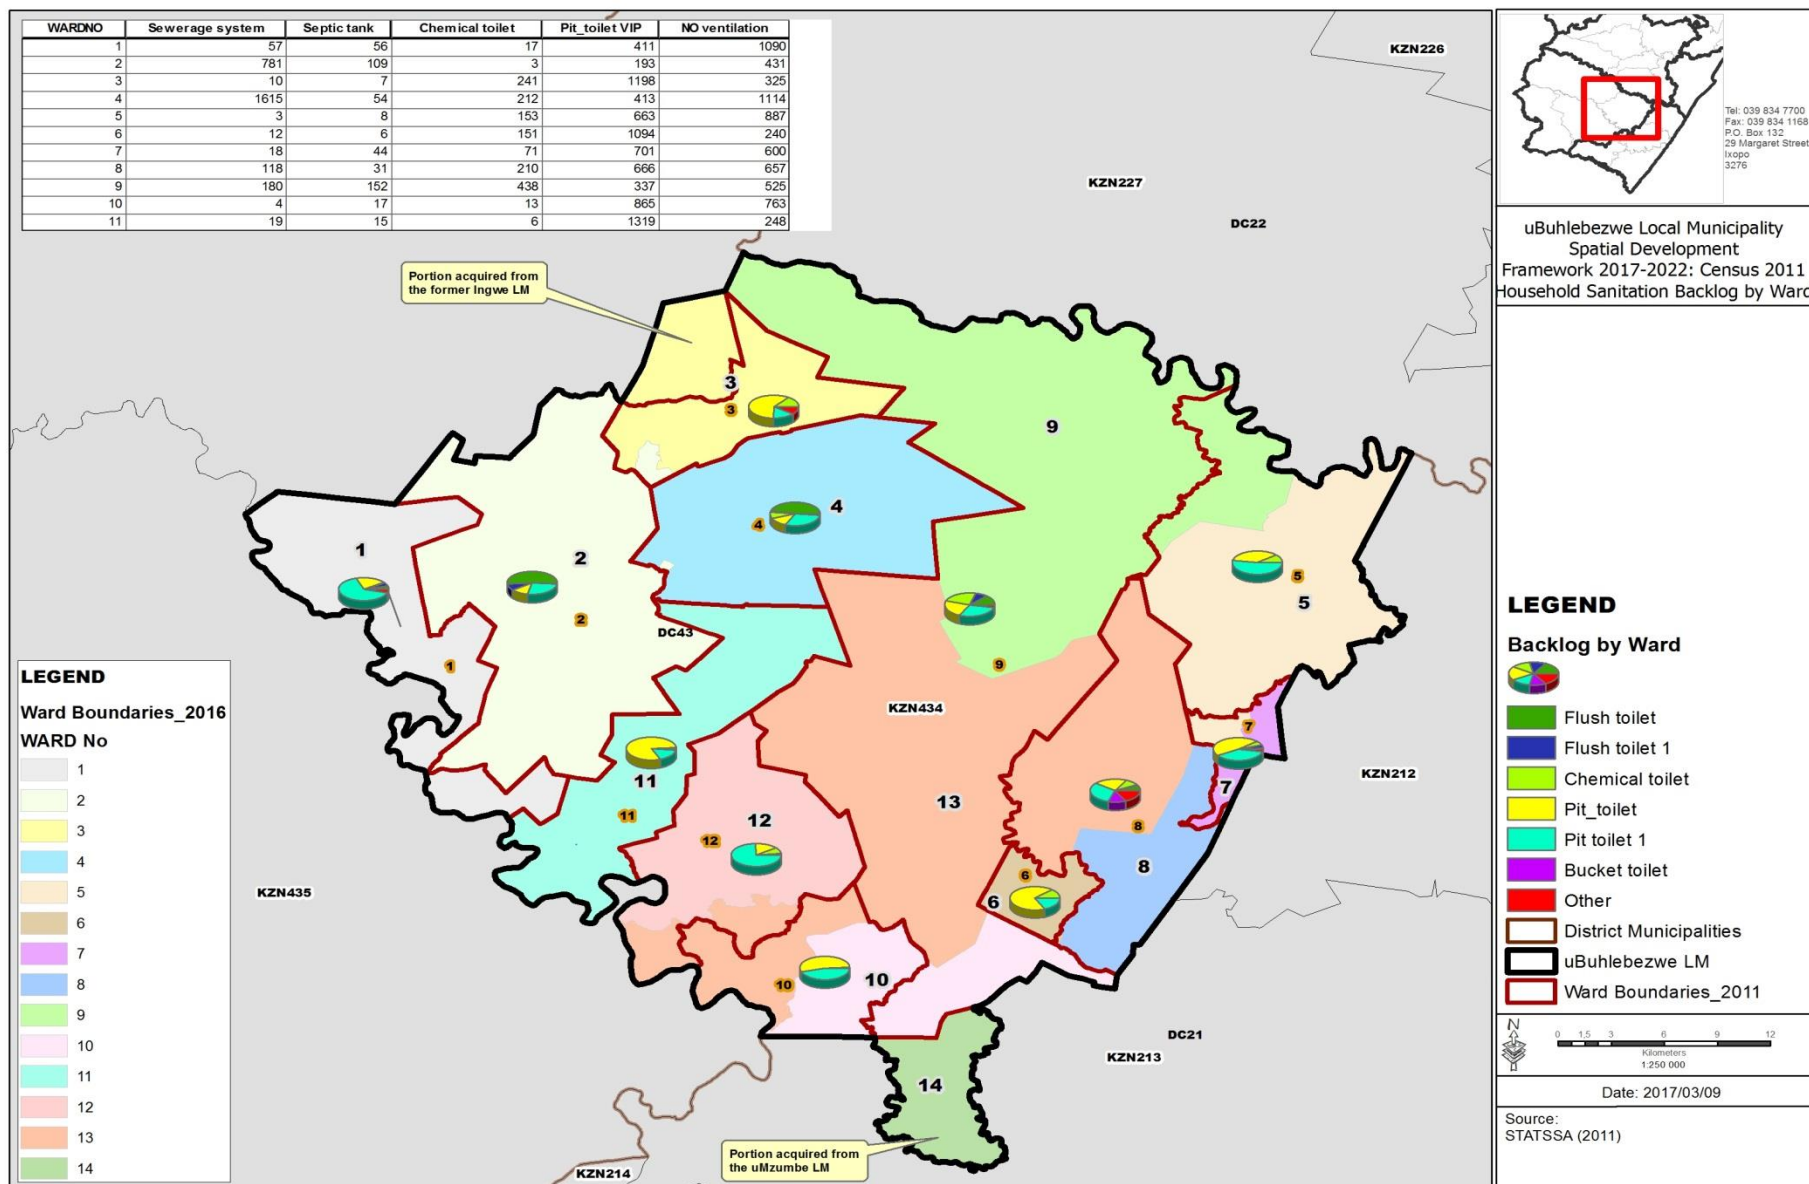 WARDNO Sewerage system Septic tank Chemical toilet Pit_toilet VIP NO ventilation
1 57 56 17 411 1090
2 781 109 3 193 431
3 10 7 241 1198 325
4 1615 54 212 413 1114
5 3 8 153 663 887
6 12 6 151 1094 240
7 18 44 71 701 600
8 118 31 210 666 657
9 180 152 438 337 525
10 4 17 13 865 763
11 19 15 6 1319 248
KZN226
KZN227
DC22
Portion acquired from
the former Ingwe LM
3
3
9
4
4
1
2
5
5
2
DC43
1
9
KZN434
7
11
13
7
KZN212
11
12
12
8
8
6
6
KZN435
10
10
DC21
KZN213
14
Portion acquired from
the uMzumbe LM
KZN214
LEGEND
Ward Boundaries_2016
WARD No
1
2
3
4
5
6
7
8
9
10
11
12
13
14
Tel: 039 834 7700
Fax: 039 834 1168
P.O. Box 132
29 Margaret Street
Ixopo
3276
uBuhlebezwe Local Municipality
Spatial Development
Framework 2017-2022: Census 2011
Household Sanitation Backlog by Ward
LEGEND
Backlog by Ward
Flush toilet
Flush toilet 1
Chemical toilet
Pit_toilet
Pit toilet 1
Bucket toilet
Other
District Municipalities
uBuhlebezwe LM
Ward Boundaries_2011
N
0 1,5 3 6 9 12
Kilometers
1:250 000
Date: 2017/03/09
Source:
STATSSA (2011)